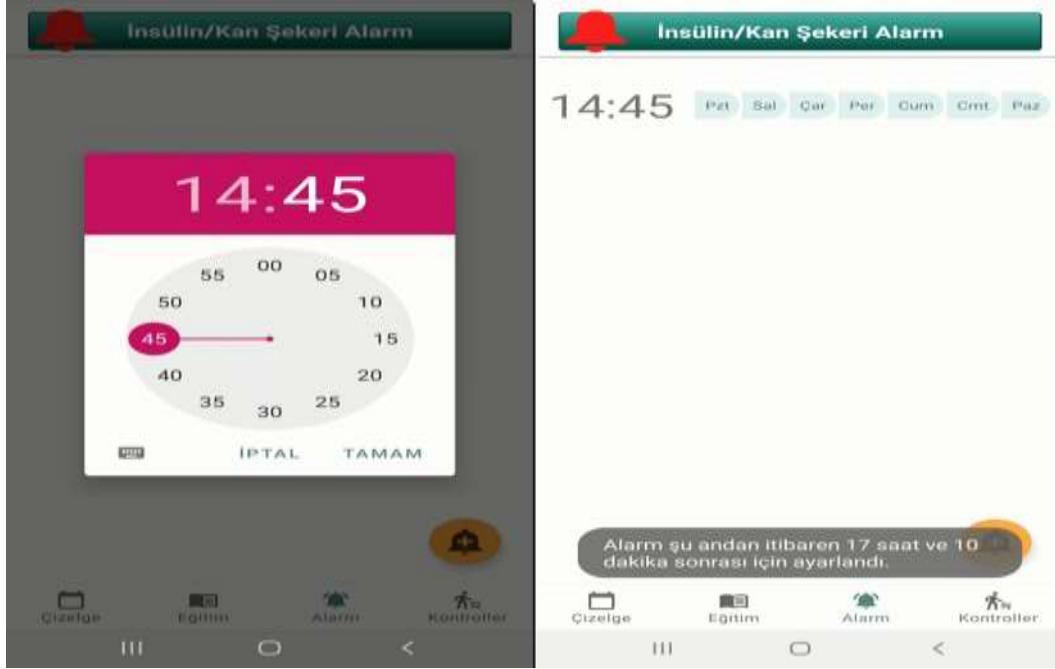 İnsülin/Kan Şekeri Alarm
14:45
00
55 05
50 10
45 15
40 20
35 25
30
İPTAL TAMAM
Çizelge Eğitim Alarm Kontroller
İnsülin/Kan Şekeri Alarm
14:45 Pzt Sal Çar Per Cum Cmt Paz
Alarm şu andan itibaren 17 saat ve 10
dakika sonrası için ayarlandı.
Çizelge Eğitim Alarm Kontroller